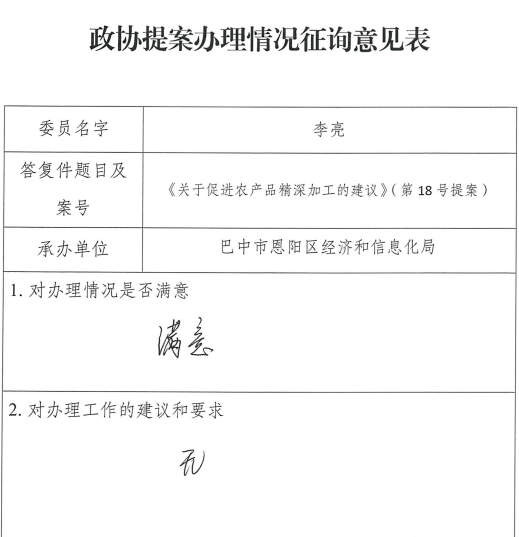 政协提案办理情况征询意见表
委员名字
李亮
答复件题目及
案号
《关于促进农产品精深加工的建议》（第 18 号提案）
承办单位
巴中市恩阳区经济和信息化局
1. 对办理情况是否满意
满意
2. 对办理工作的建议和要求
无